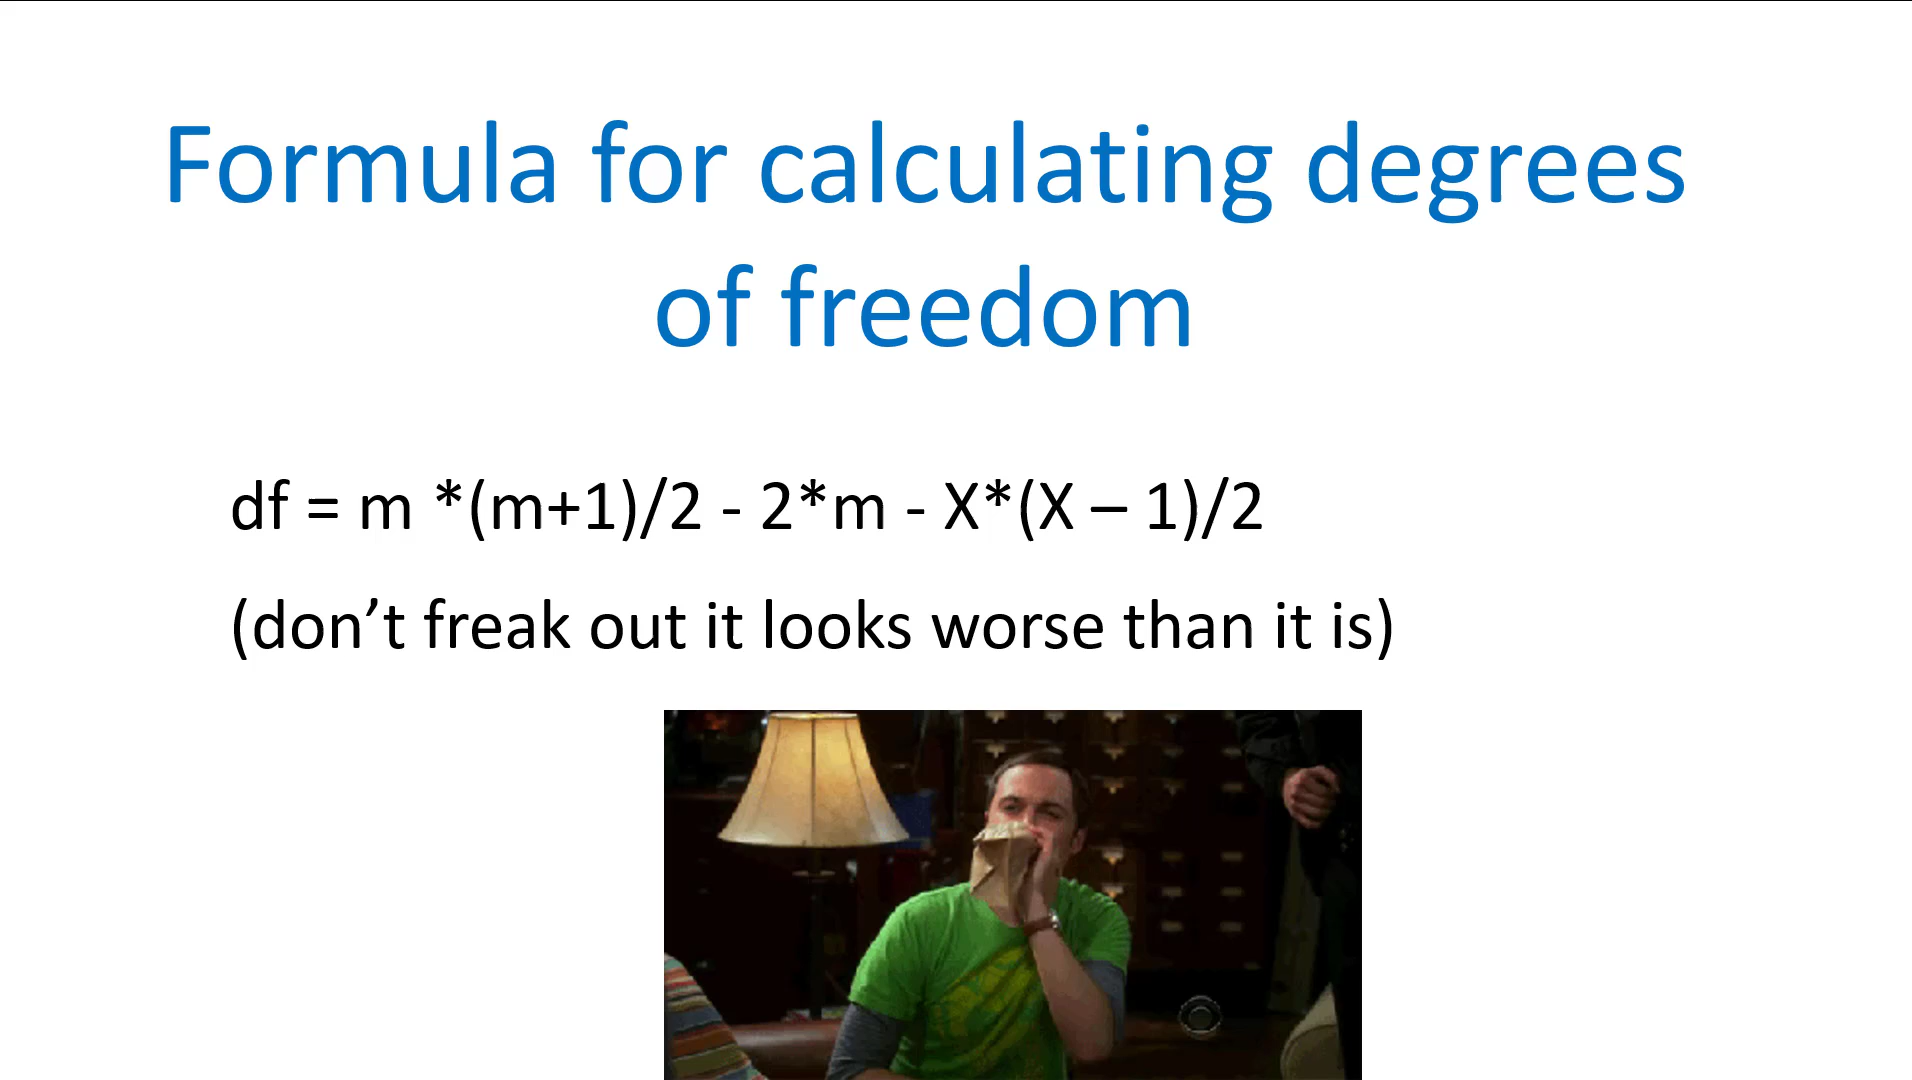 Formula for calculating degrees
of freedom
df = m *(m+1)/2 - 2*m - X*(X – 1)/2
(don’t freak out it looks worse than it is)